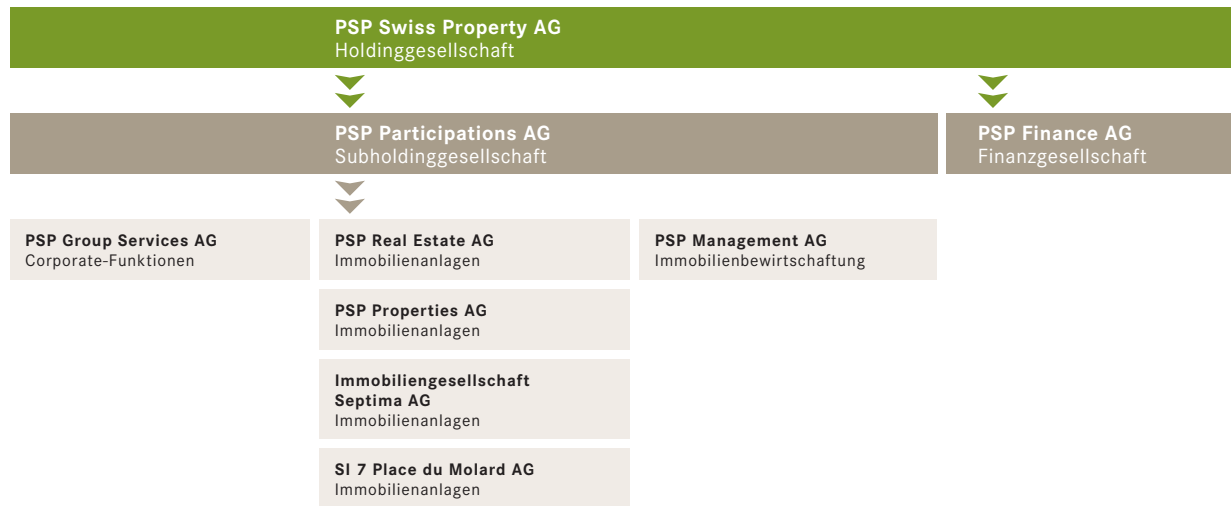 PSP Swiss Property AG
Holdinggesellschaft
PSP Participations AG
Subholdinggesellschaft
PSP Finance AG
Finanzgesellschaft
PSP Group Services AG
Corporate-Funktionen
PSP Real Estate AG
Immobilienanlagen
PSP Management AG
Immobilienbewirtschaftung
PSP Properties AG
Immobilienanlagen
Immobiliengesellschaft
Septima AG
Immobilienanlagen
SI 7 Place du Molard AG
Immobilienanlagen